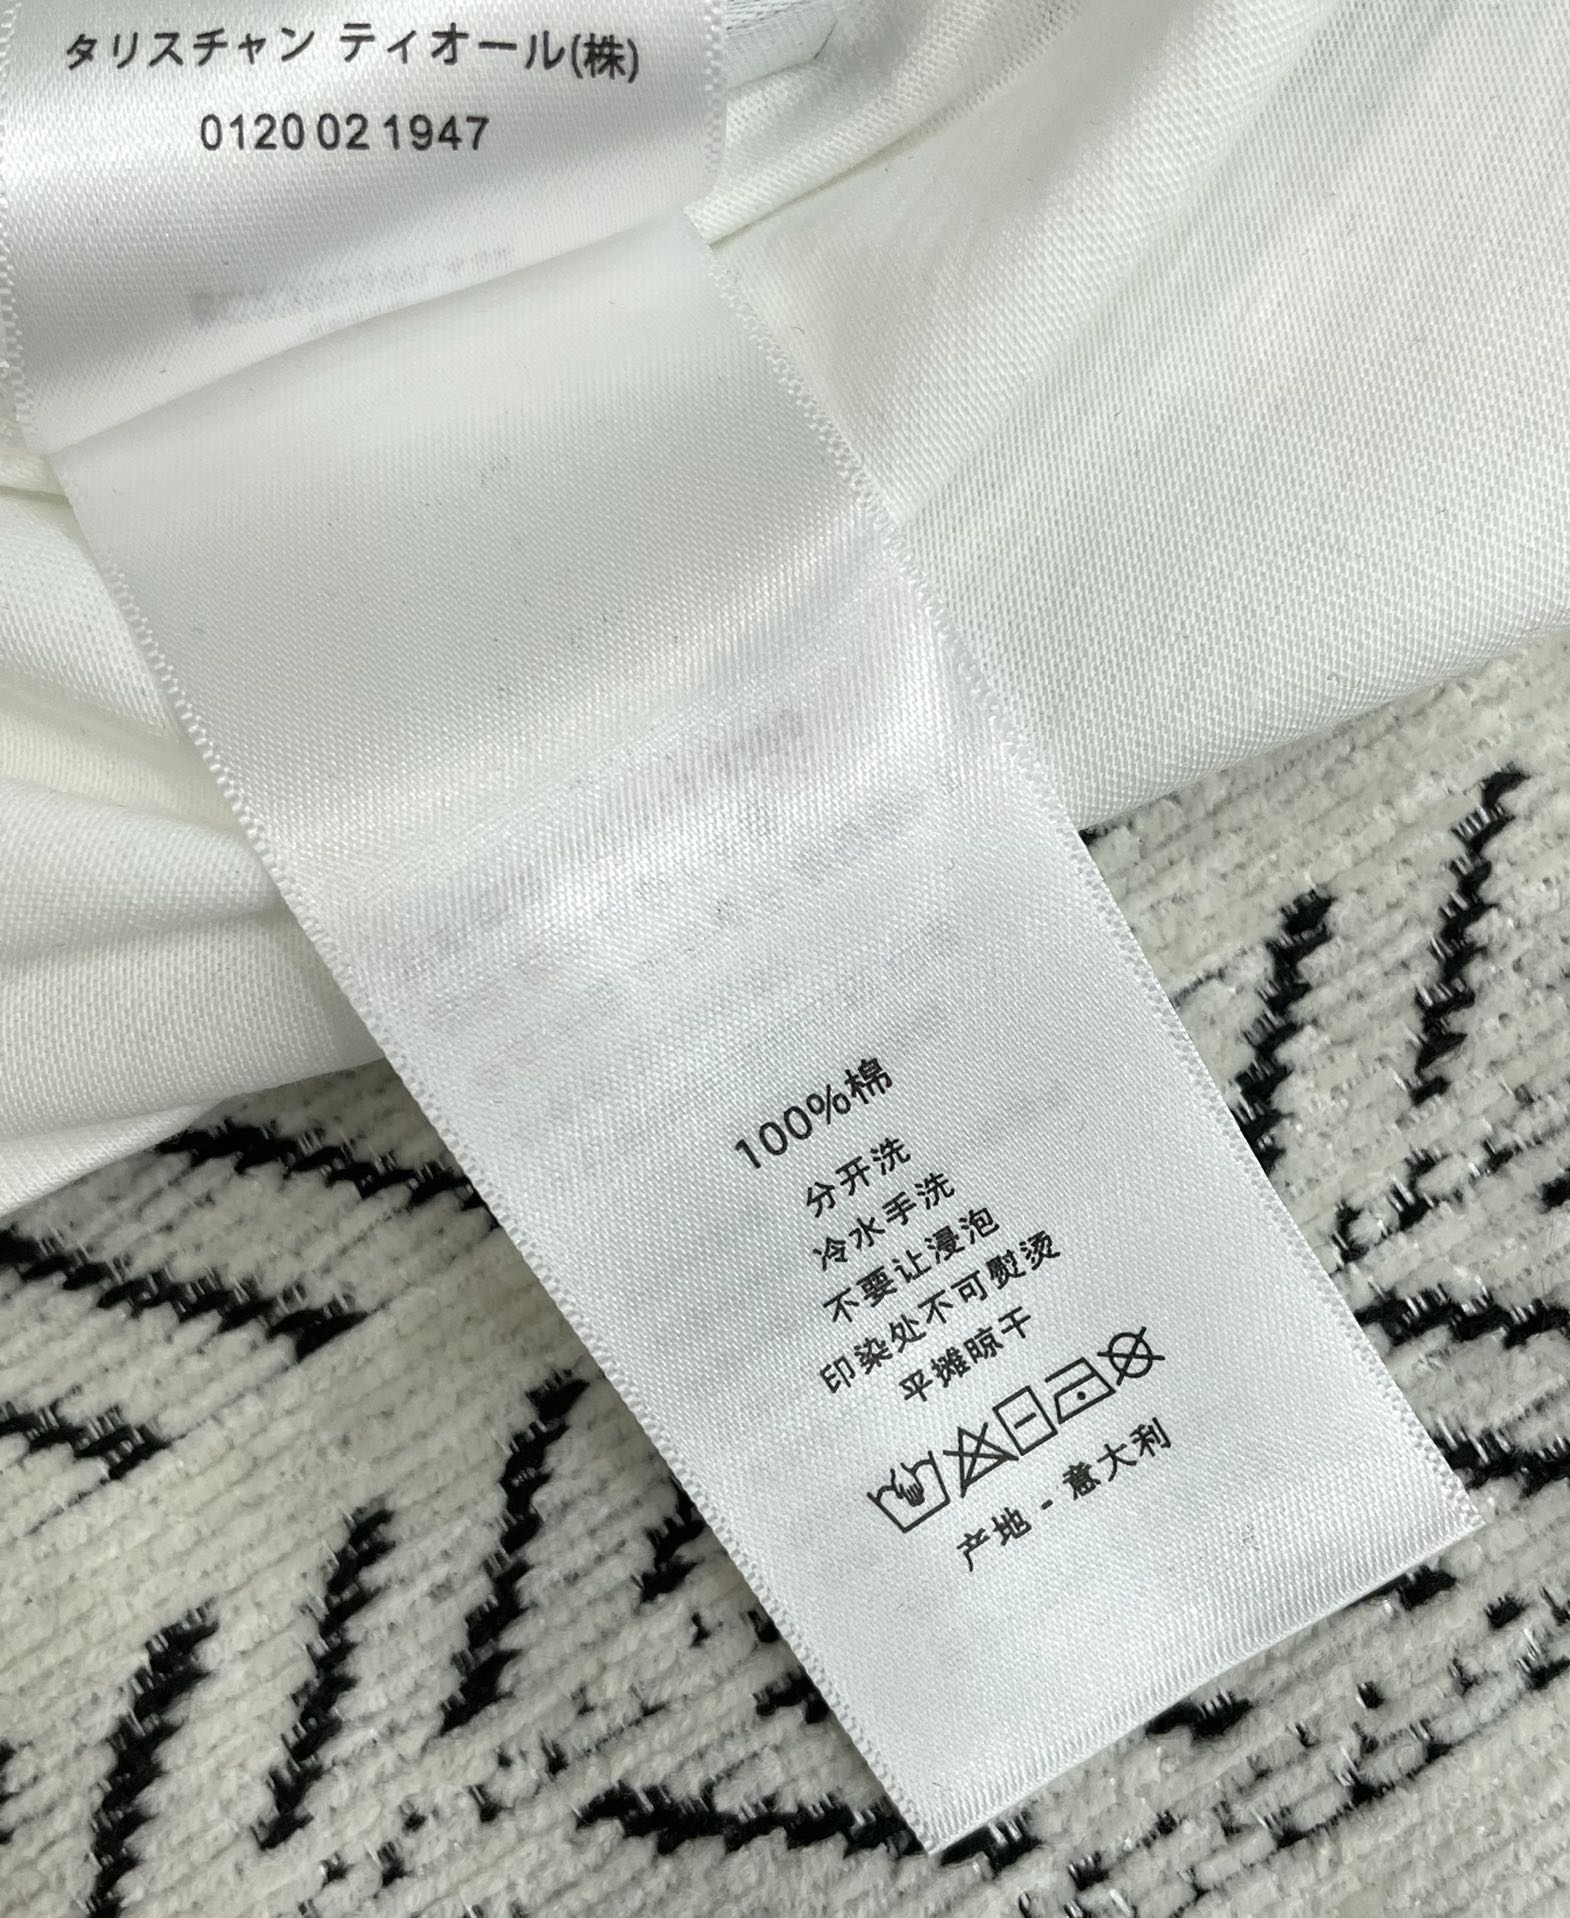 タリスチャン ティオール(株)
0120 02 1947
100%棉
分开洗
冷水手洗
不要让浸泡
印染处不可熨烫
平摊晾干
产地 - 意大利